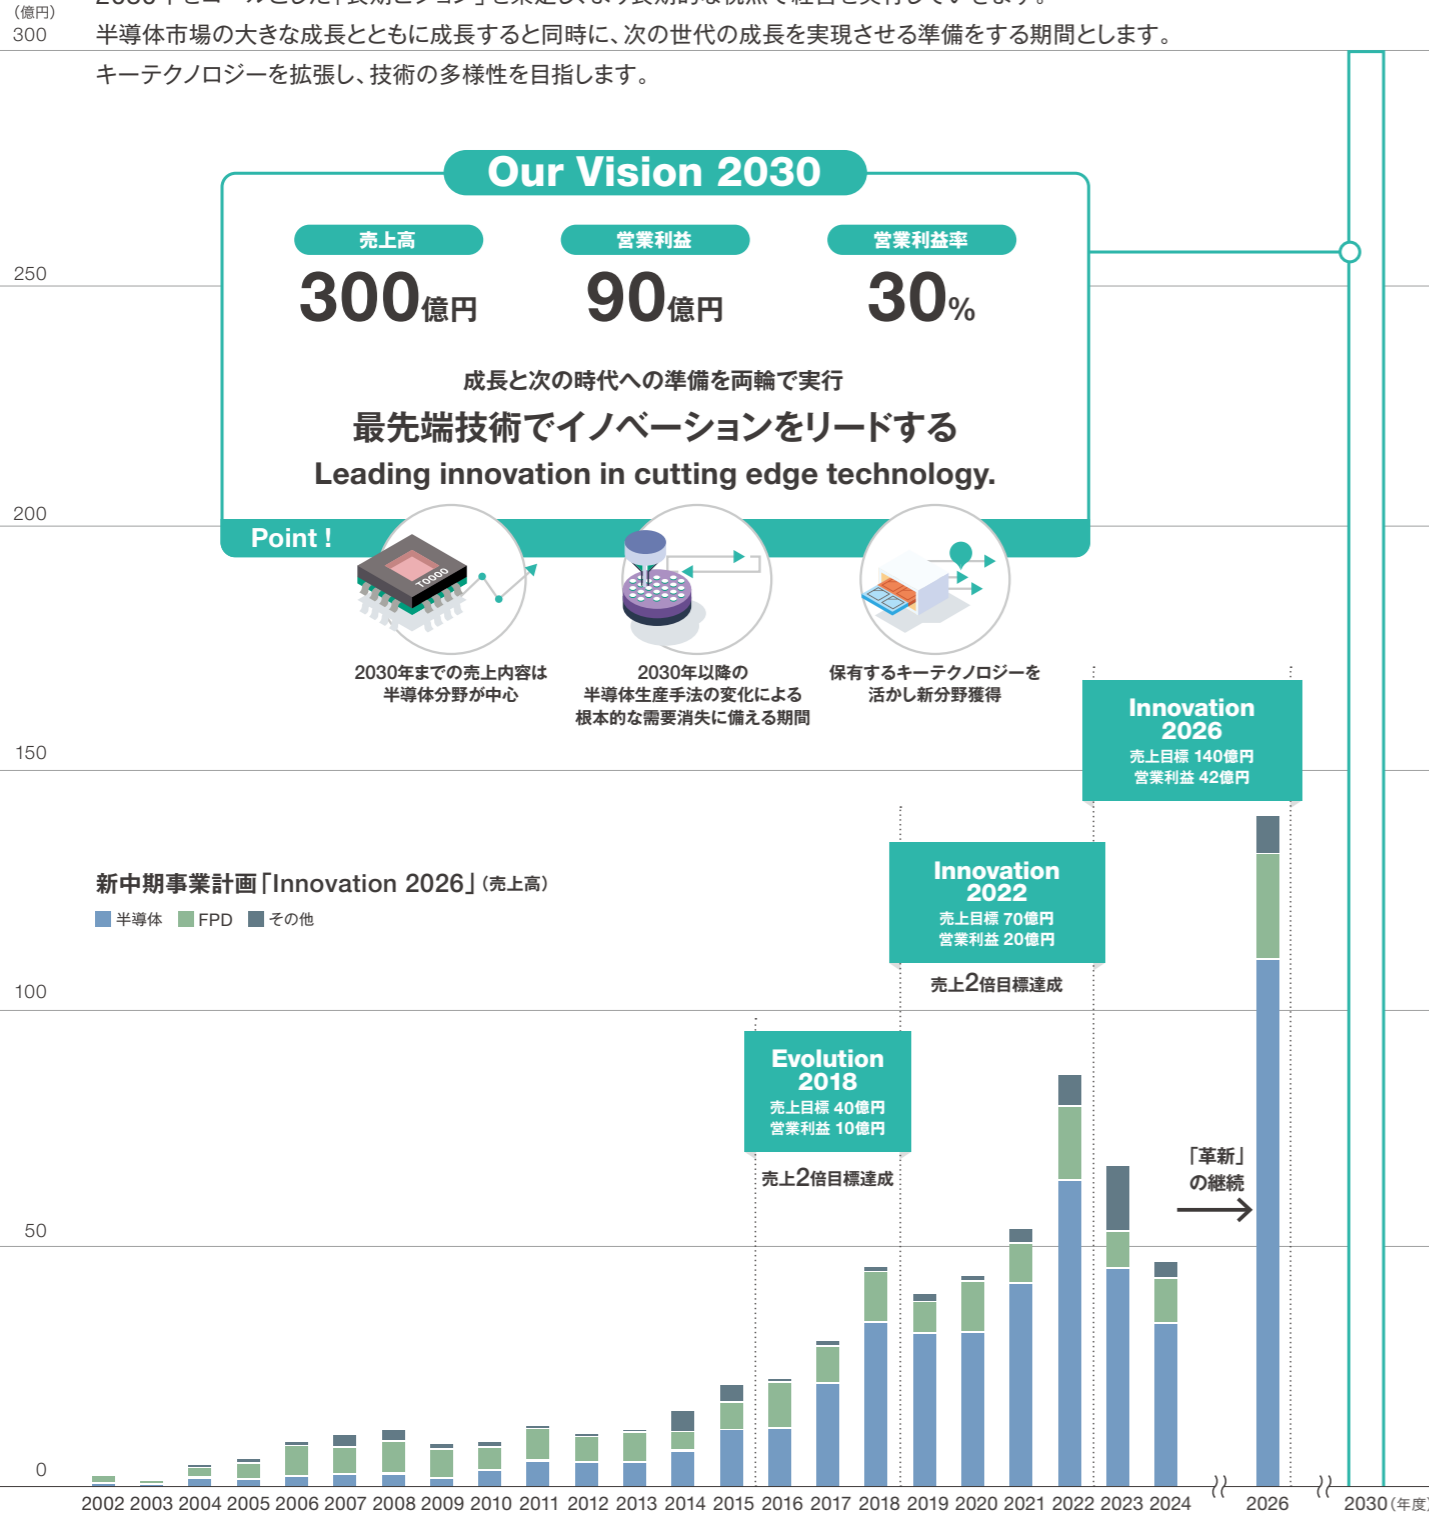 (億円)
300
半導体市場の大きな成長とともに成長すると同時に、次の世代の成長を実現させる準備をする期間とします。
キーテクノロジーを拡張し、技術の多様性を目指します。
Our Vision 2030
売上高
営業利益
営業利益率
300億円
90億円
30%
250
成長と次の時代への準備を両輪で実行
最先端技術でイノベーションをリードする
Leading innovation in cutting edge technology.
200
Point !
T0000
2030年までの売上内容は
半導体分野が中心
2030年以降の
半導体生産手法の変化による
根本的な需要消失に備える期間
保有するキーテクノロジーを
活かし新分野獲得
150
Innovation
2026
売上目標 140億円
営業利益 42億円
新中期事業計画「Innovation 2026」(売上高)
半導体 FPD その他
Innovation
2022
売上目標 70億円
営業利益 20億円
売上2倍目標達成
100
Evolution
2018
売上目標 40億円
営業利益 10億円
売上2倍目標達成
「革新」
の継続
50
0
2002 2003 2004 2005 2006 2007 2008 2009 2010 2011 2012 2013 2014 2015 2016 2017 2018 2019 2020 2021 2022 2023 2024 2026 2030(年度)